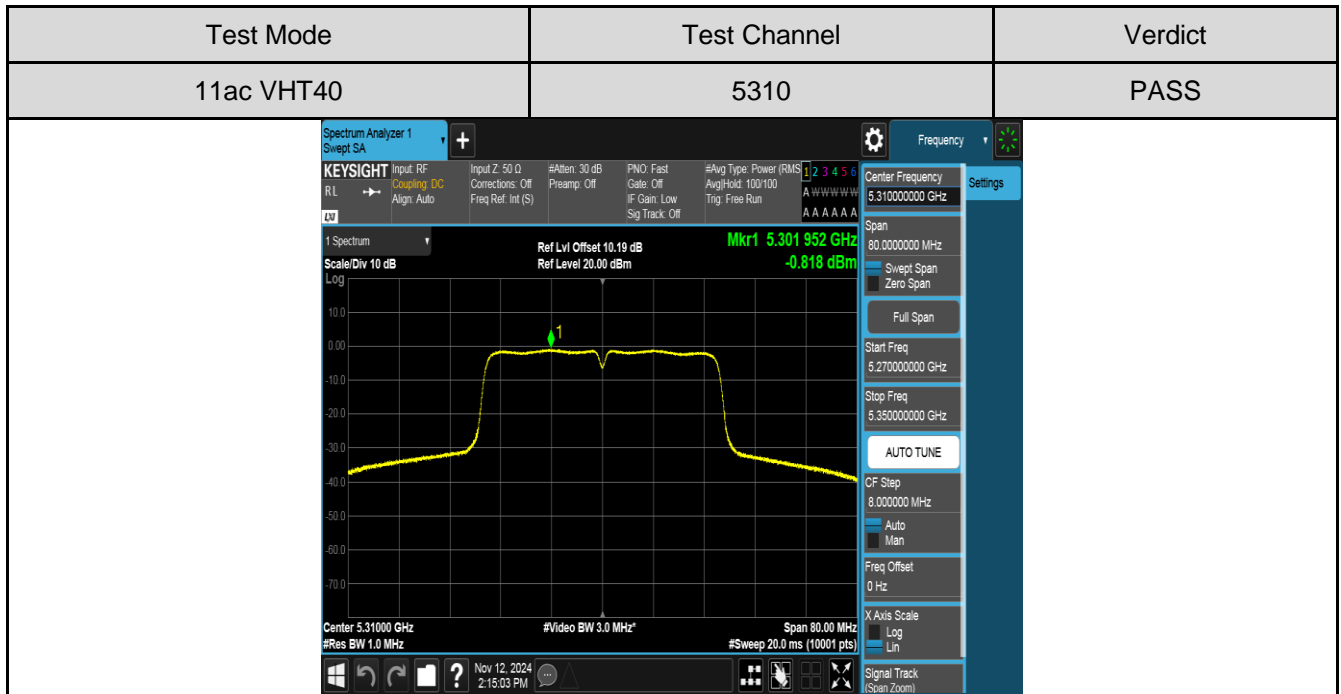 Test Mode Test Channel Verdict
11ac VHT40 5310 PASS
Spectrum Analyzer 1
Swept SA
+
Frequency
KEYSIGHT Input: RF Input Z: 50 Ω #Atten: 30 dB PNO: Fast #Avg Type: Power (RMS 1 2 3 4 5 6
RL Coupling: DC Corrections: Off Preamp: Off Gate: Off Avg|Hold: 100/100 A W W W W W
Align: Auto Freq Ref: Int (S) IF Gain: Low Trig: Free Run
LXI Sig Track: Off A A A A A A
1 Spectrum Ref Lvl Offset 10.19 dB Mkr1 5.301 952 GHz
Scale/Div 10 dB Ref Level 20.00 dBm -0.818 dBm
Log
10.0
1
0.00
-10.0
-20.0
-30.0
-40.0
-50.0
-60.0
-70.0
Center 5.31000 GHz #Video BW 3.0 MHz* Span 80.00 MHz
#Res BW 1.0 MHz #Sweep 20.0 ms (10001 pts)
Center Frequency
5.310000000 GHz
Settings
Span
80.0000000 MHz
Swept Span
Zero Span
Full Span
Start Freq
5.270000000 GHz
Stop Freq
5.350000000 GHz
AUTO TUNE
CF Step
8.000000 MHz
Auto
Man
Freq Offset
0 Hz
X Axis Scale
Log
Lin
Signal Track
(Span Zoom)
? Nov 12, 2024
2:15:03 PM